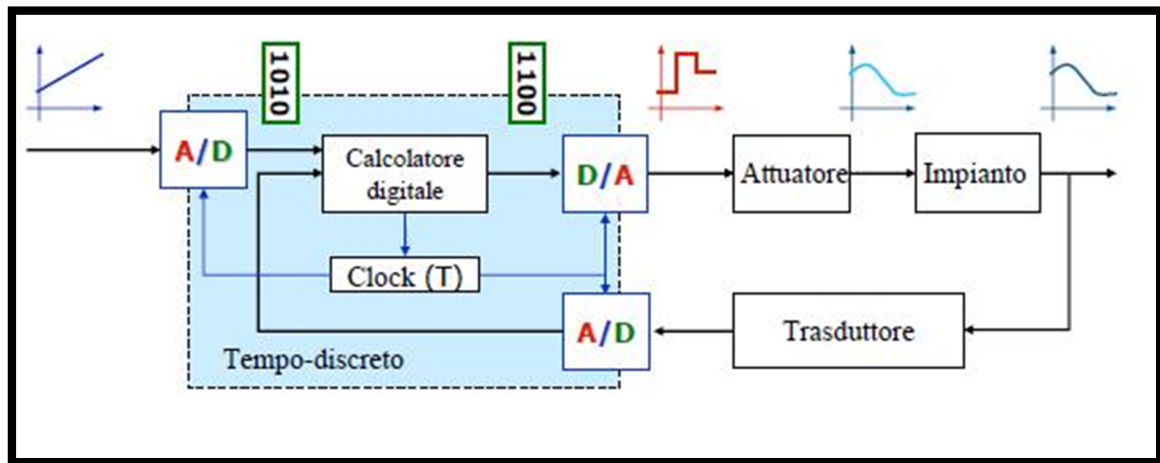 1010
1100
A/D
Calcolatore
digitale
D/A
Attuatore
Impianto
Clock (T)
A/D
Trasduttore
Tempo-discreto